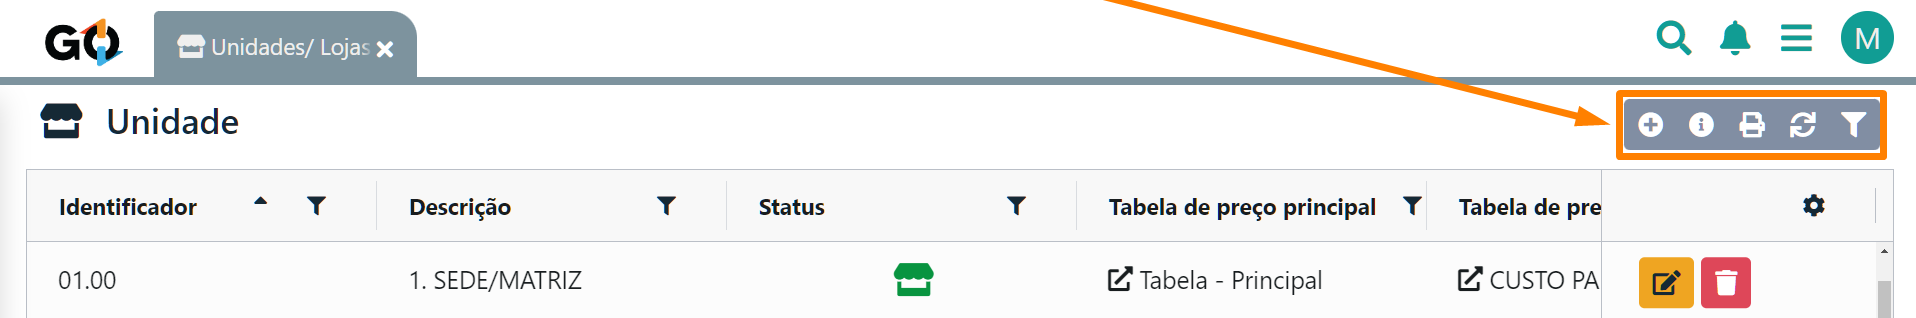 GO
Unidades/ Lojas
M
Unidade
Identificador Descrição Status Tabela de preço principal Tabela de pre
01.00 1. SEDE/MATRIZ Tabela - Principal CUSTO PA